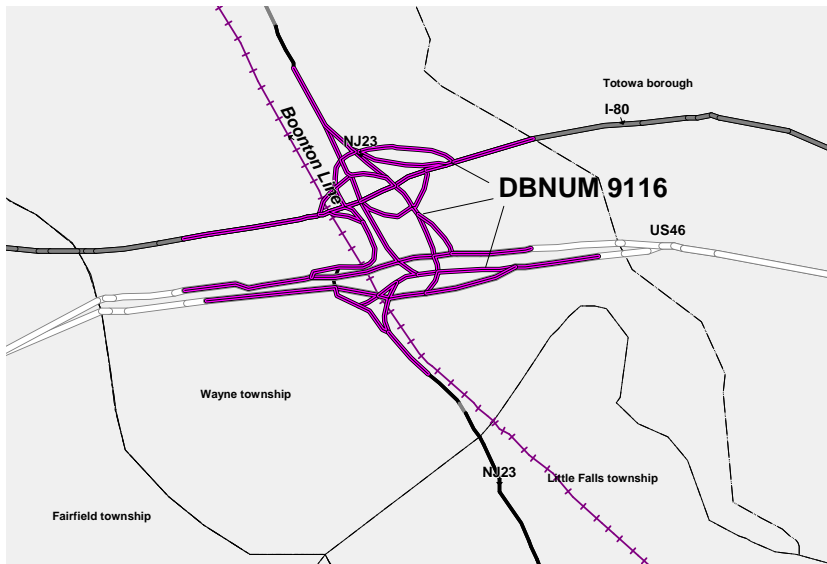 Totowa borough
I-80
Boonton Line
NJ23
DBNUM 9116
US46
Wayne township
NJ23
Little Falls township
Fairfield township